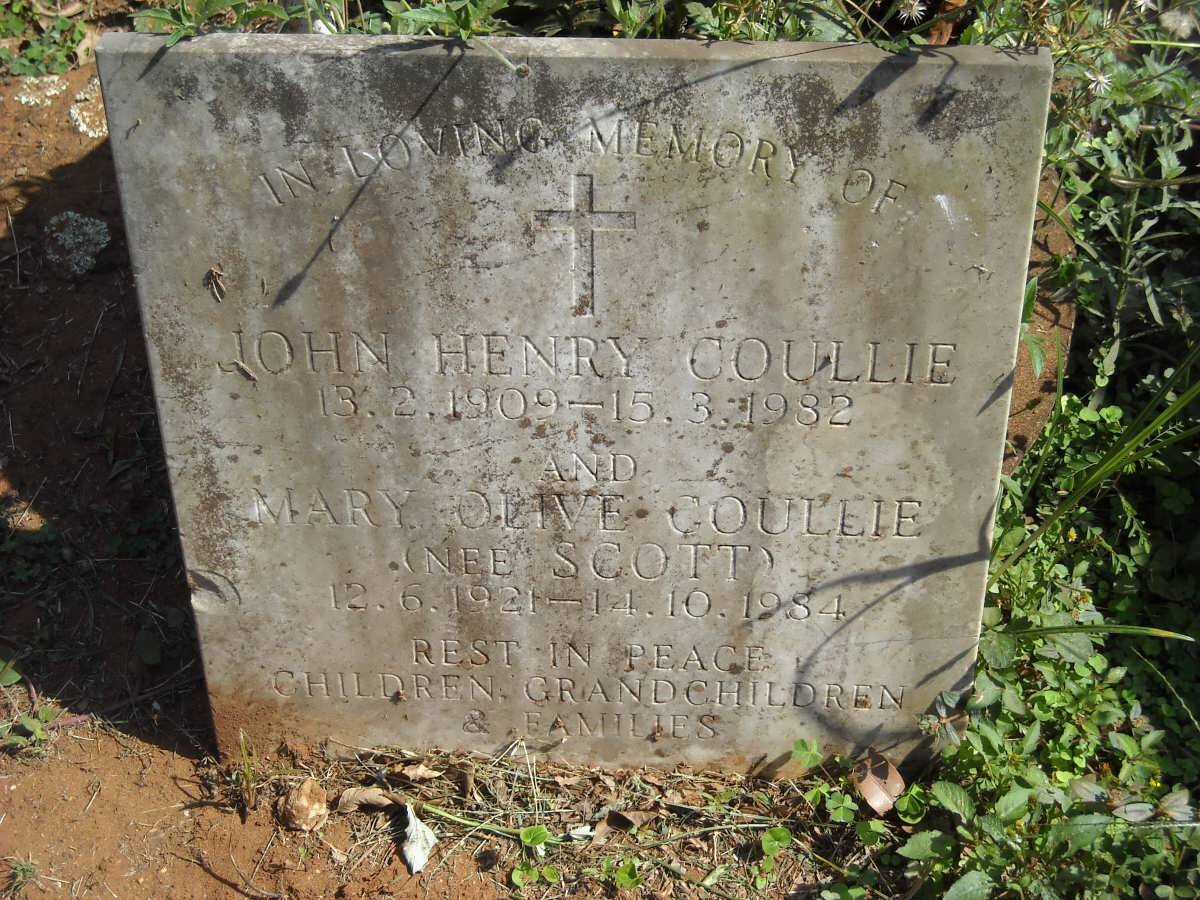 IN LOVING MEMORY OF
JOHN HENRY COULLIE
13.2.1909—15.3.1982
AND
MARY OLIVE COULLIE
(NEE SCOTT)
12.6.1921—14.10.1984
REST IN PEACE
CHILDREN, GRANDCHILDREN
& FAMILIES